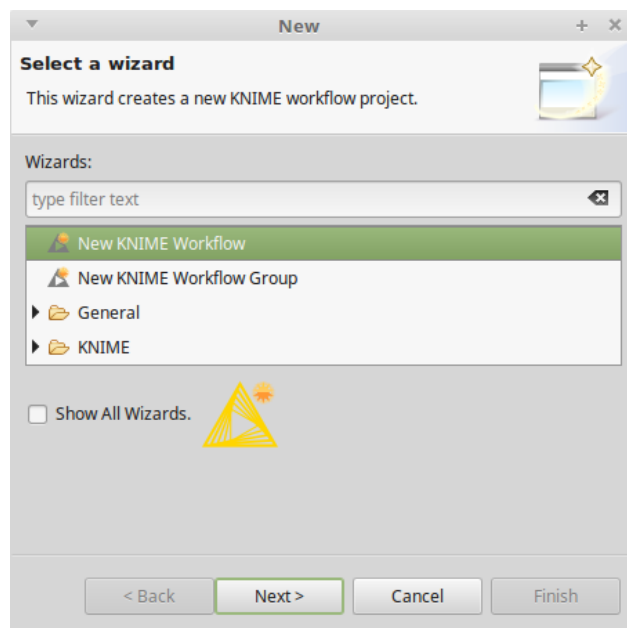 New
Select a wizard
This wizard creates a new KNIME workflow project.
Wizards:
type filter text
New KNIME Workflow
New KNIME Workflow Group
General
KNIME
Show All Wizards.
< Back Next > Cancel Finish